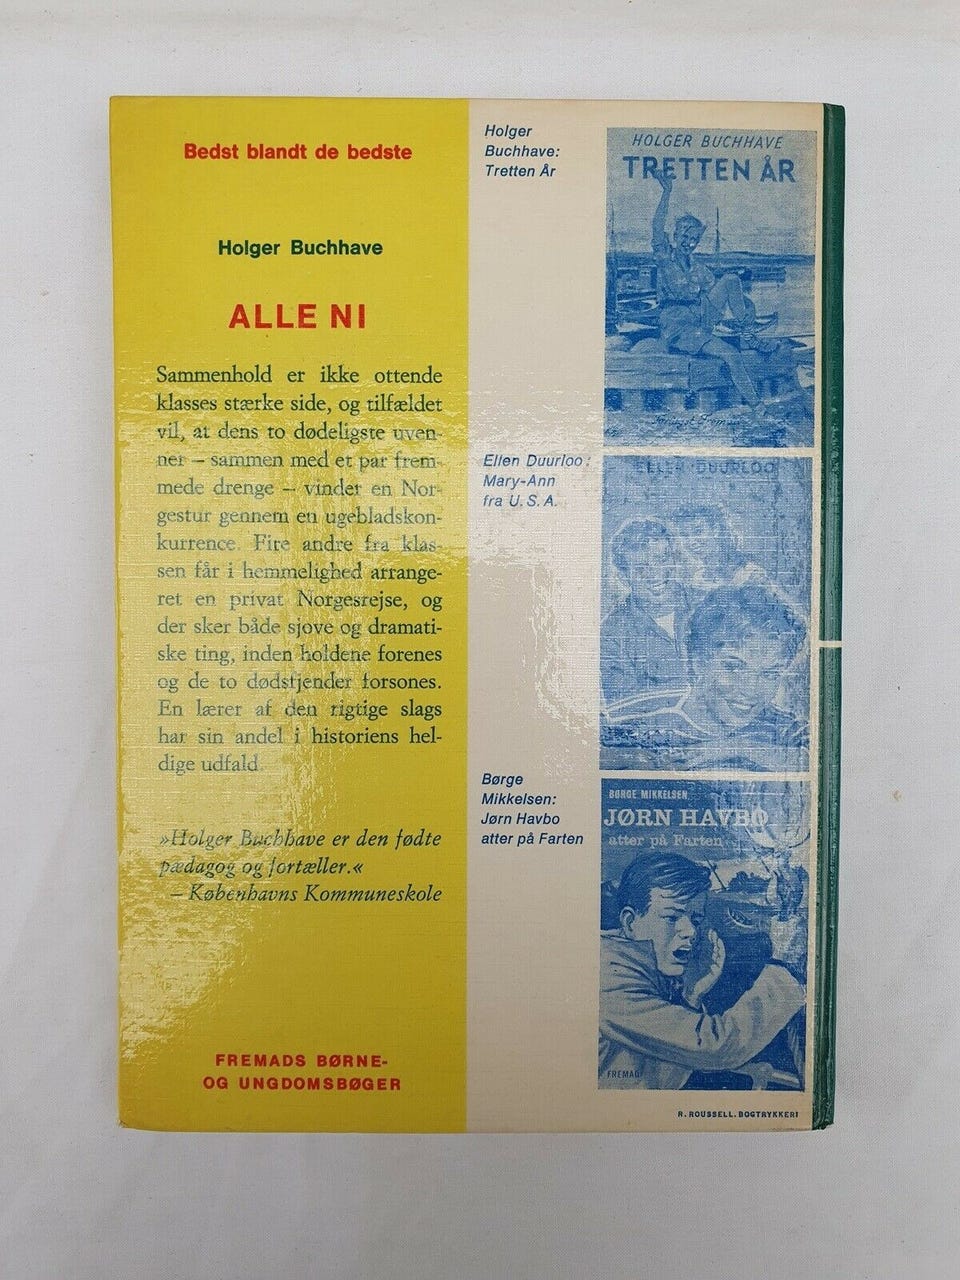 Bedst blandt de bedste
Holger Buchhave
ALLE NI
Sammenhold er ikke ottende
klasses stærke side, og tilfældet
vil, at dens to dødeligste uven-
ner – sammen med et par frem-
mede drenge – vinder en Nor-
gestur gennem en ugebladskon-
kurrence. Fire andre fra klas-
sen får i hemmelighed arrange-
ret en privat Norgesrejse, og
der sker både sjove og dramati-
ske ting, inden holdene forenes
og de to dødsfjender forsones.
En lærer af den rigtige slags
har sin andel i historiens hel-
dige udfald.
»Holger Buchhave er den fødte
pædagog og fortæller.«
– Københavns Kommuneskole
FREMADS BØRNE-
OG UNGDOMSBØGER
Holger
Buchhave:
Tretten År
HOLGER BUCHHAVE
TRETTEN ÅR
Ellen Duurloo:
Mary-Ann
fra U.S.A.
ELLEN DUURLOO
Børge
Mikkelsen:
Jørn Havbo
atter på Farten
BØRGE MIKKELSEN
JØRN HAVBO
atter på Farten
FREMAD
R. ROUSSELL. BOGTRYKKERI